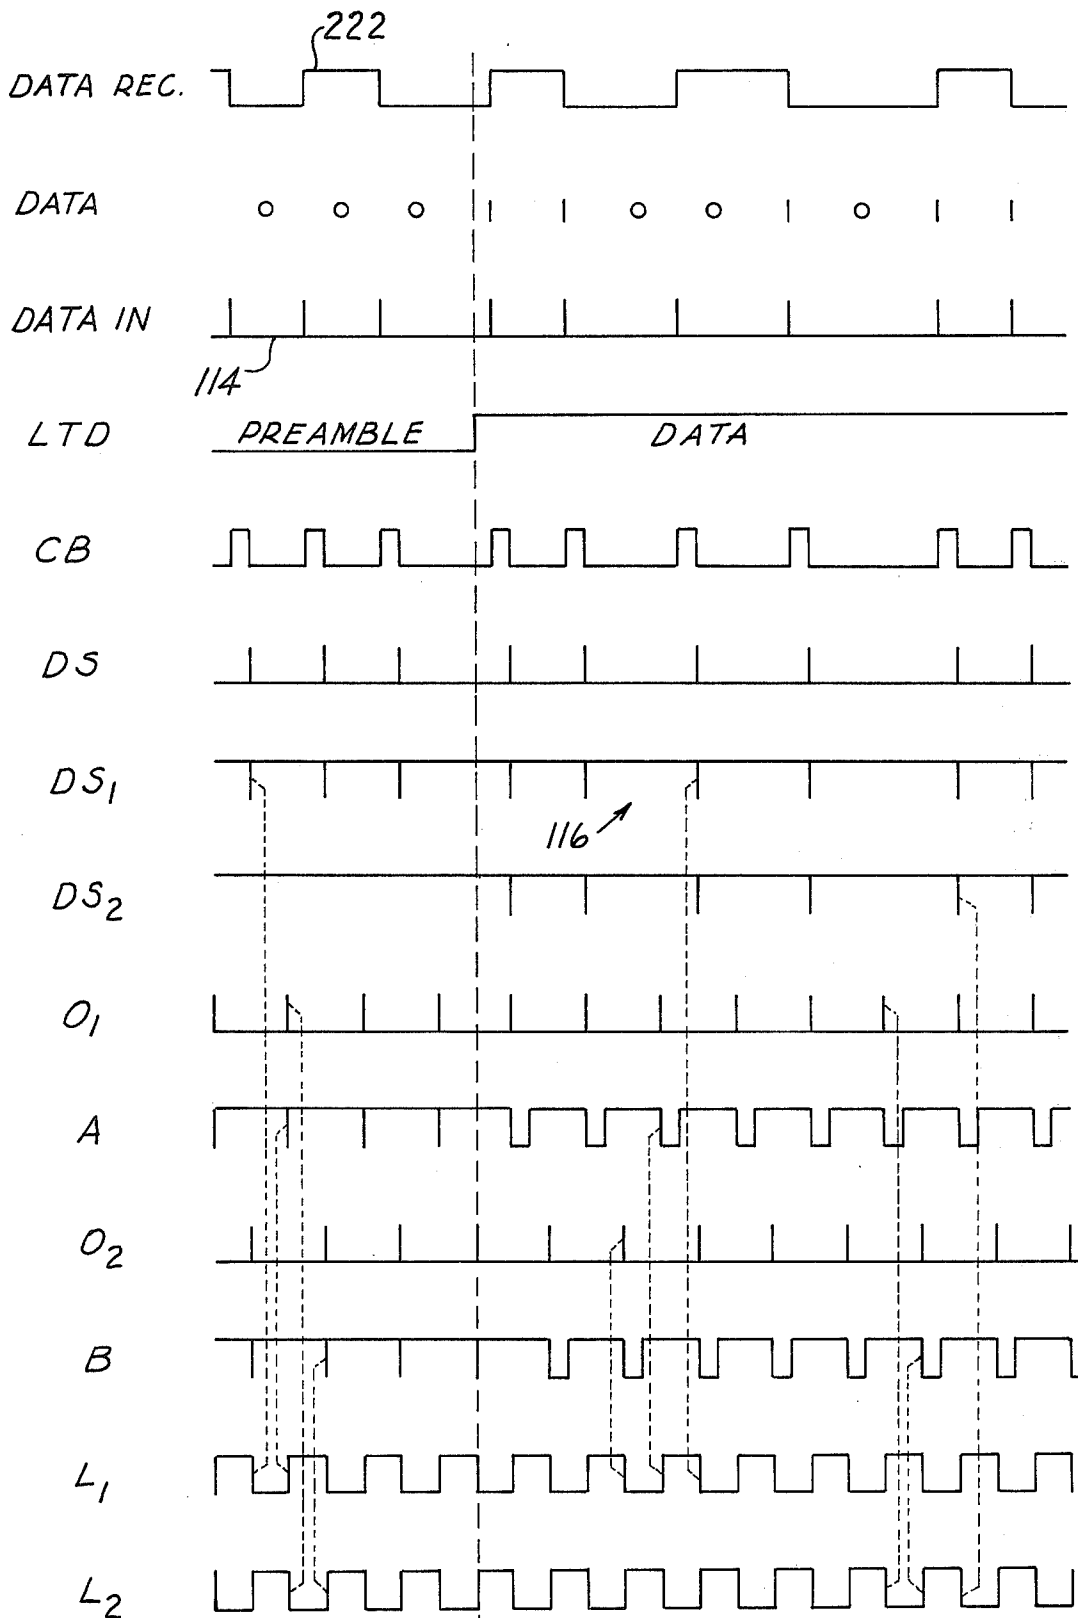 222
DATA REC.
DATA O O O | | O O | O | |
DATA IN
114
LTD PREAMBLE DATA
CB
DS
DS1
116
DS2
O1
A
O2
B
L1
L2